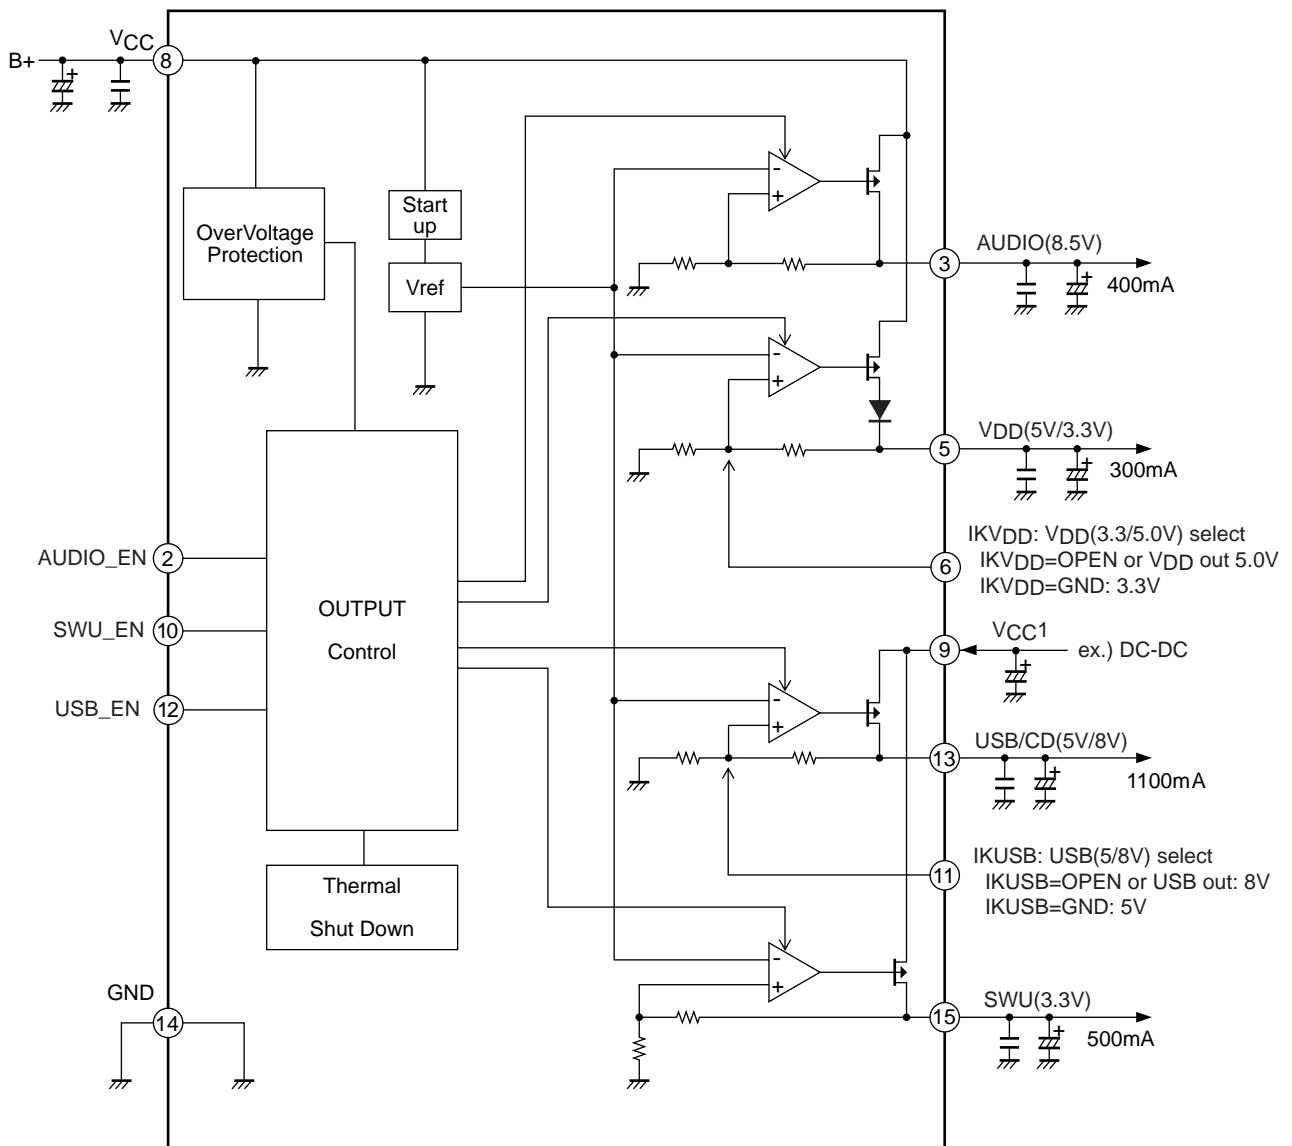 VCC
B+
8
Start
up
OverVoltage
Protection
Vref
-
+
AUDIO(8.5V)
3
400mA
-
+
VDD(5V/3.3V)
5
300mA
IKVDD: VDD(3.3/5.0V) select
6
IKVDD=OPEN or VDD out 5.0V
IKVDD=GND: 3.3V
AUDIO_EN 2
OUTPUT
Control
SWU_EN 10
USB_EN 12
VCC1
9
ex.) DC-DC
-
+
USB/CD(5V/8V)
13
1100mA
IKUSB: USB(5/8V) select
11
IKUSB=OPEN or USB out: 8V
IKUSB=GND: 5V
Thermal
Shut Down
-
+
GND
14
SWU(3.3V)
15
500mA
+
+
+
+
+
+